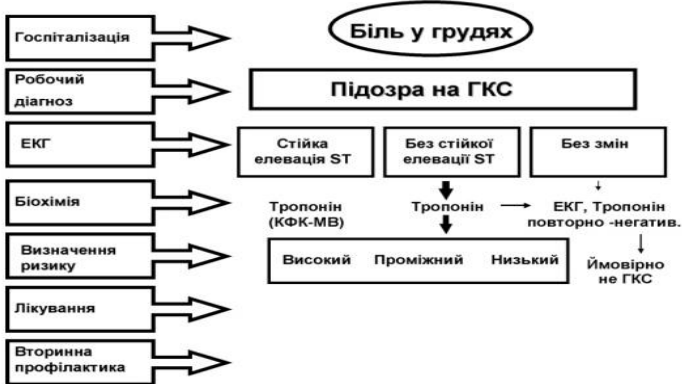 Госпіталізація
Біль у грудях
Робочий
діагноз
Підозра на ГКС
ЕКГ
Стійка
елевація ST
Без стійкої
елевації ST
Без змін
Біохімія
Тропонін
(КФК-МВ)
Тропонін
ЕКГ, Тропонін
повторно -негатив.
Визначення
ризику
Високий Проміжний Низький
Ймовірно
не ГКС
Лікування
Вторинна
профілактика